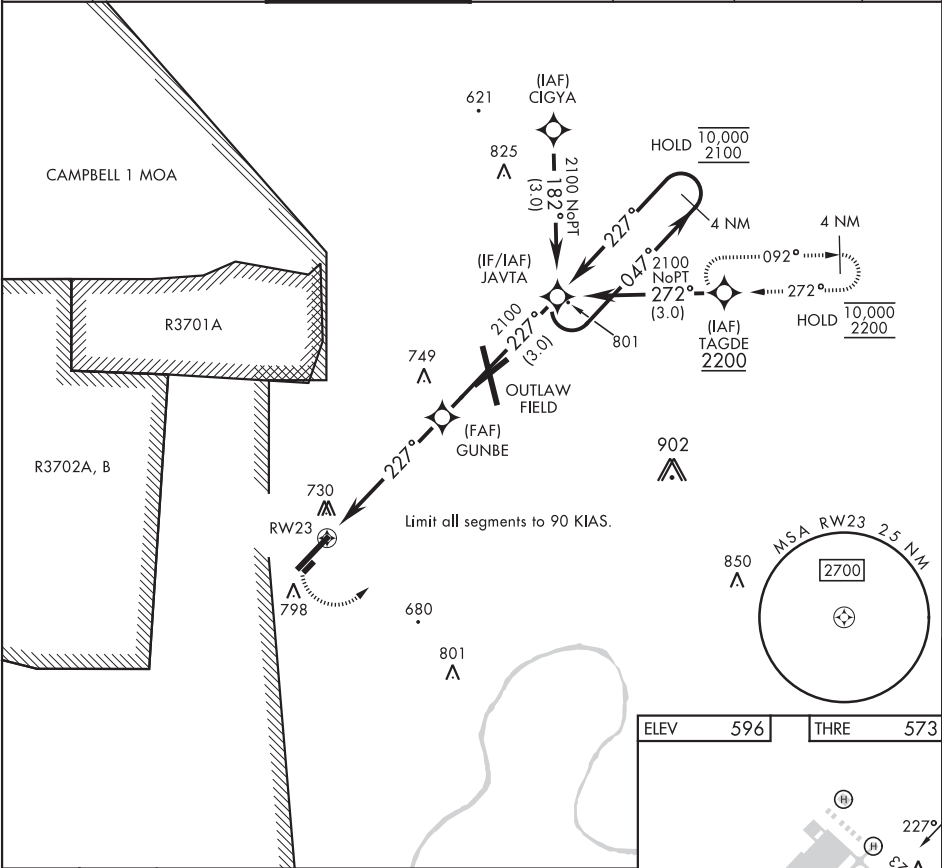 (IAF)
CIGYA
621
825
CAMPBELL 1 MOA
HOLD 10,000
2100
2100 NoPT
182°
(3.0)
227°
4 NM
4 NM
047°
092°
(IF/IAF)
JAVTA
2100
NoPT
272°
(3.0)
272°
HOLD 10,000
2200
(IAF)
TAGDE
2200
801
R3701A
2100
227°
(3.0)
749
OUTLAW
FIELD
(FAF)
GUNBE
227°
R3702A, B
902
730
RW23
Limit all segments to 90 KIAS.
MSA RW23 25 NM
2700
850
798
680
801
ELEV 596
THRE 573
H
H
227°
23